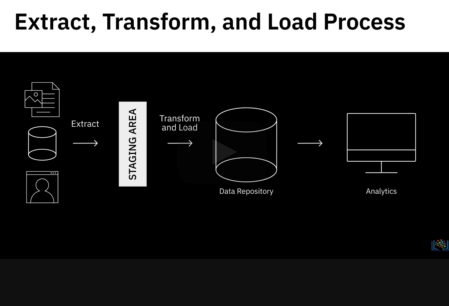 Extract, Transform, and Load Process
Extract
STAGING AREA
Transform
and Load
Data Repository
Analytics